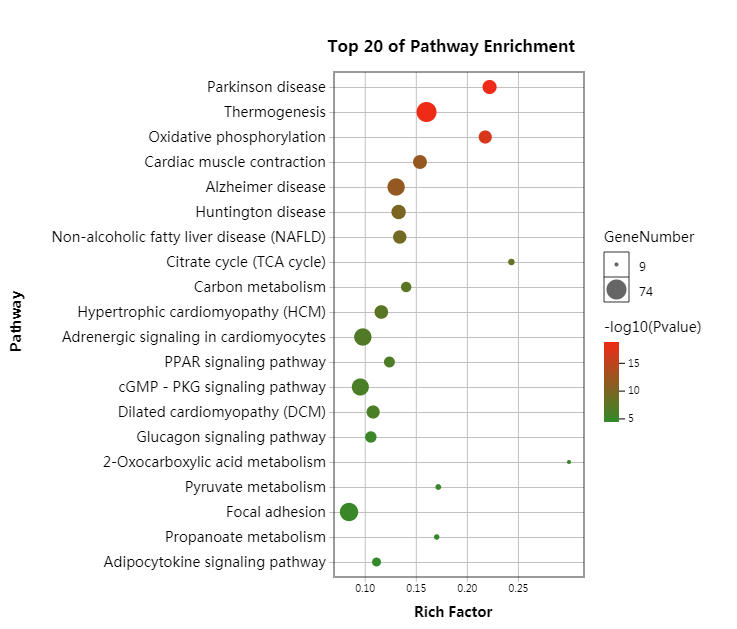 Top 20 of Pathway Enrichment
Parkinson disease
Thermogenesis
Oxidative phosphorylation
Cardiac muscle contraction
Alzheimer disease
Huntington disease
Non-alcoholic fatty liver disease (NAFLD)
Citrate cycle (TCA cycle)
Carbon metabolism
Hypertrophic cardiomyopathy (HCM)
Adrenergic signaling in cardiomyocytes
PPAR signaling pathway
cGMP - PKG signaling pathway
Dilated cardiomyopathy (DCM)
Glucagon signaling pathway
2-Oxocarboxylic acid metabolism
Pyruvate metabolism
Focal adhesion
Propanoate metabolism
Adipocytokine signaling pathway
Pathway
0.10 0.15 0.20 0.25
Rich Factor
GeneNumber
9
74
-log10(Pvalue)
15
10
5